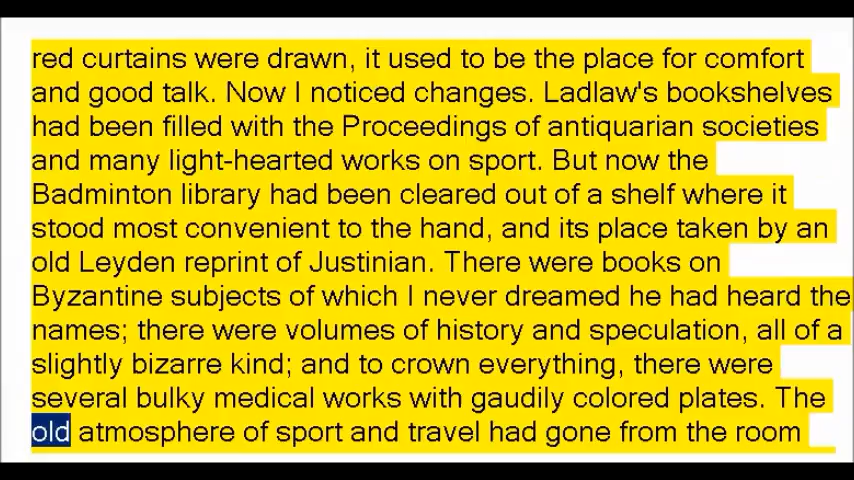 red curtains were drawn, it used to be the place for comfort
and good talk. Now I noticed changes. Ladlaw's bookshelves
had been filled with the Proceedings of antiquarian societies
and many light-hearted works on sport. But now the
Badminton library had been cleared out of a shelf where it
stood most convenient to the hand, and its place taken by an
old Leyden reprint of Justinian. There were books on
Byzantine subjects of which I never dreamed he had heard the
names; there were volumes of history and speculation, all of a
slightly bizarre kind; and to crown everything, there were
several bulky medical works with gaudily colored plates. The
old atmosphere of sport and travel had gone from the room